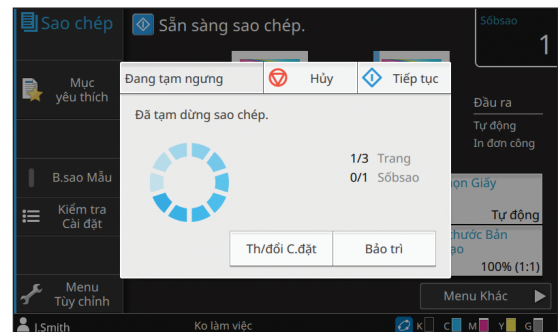 Sao chép
Sẵn sàng sao chép.
Sốbsao
1
Mục
yêu thích
Đang tạm ngưng
Hủy
Tiếp tục
Đã tạm dừng sao chép.
1/3 Trang
0/1 Sốbsao
Th/đổi C.đặt
Bảo trì
Đầu ra
Tự động
In đơn công
B.sao Mẫu
Kiểm tra
Cài đặt
Menu
Tùy chỉnh
họn Giấy
Tự động
thước Bản
ạo
100% (1:1)
Menu Khác
J.Smith
Ko làm việc
K C M Y G